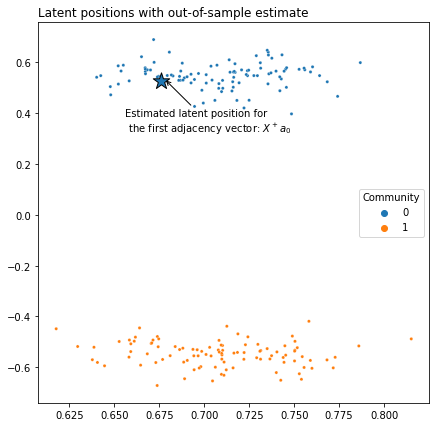 Latent positions with out-of-sample estimate
0.6
0.4
Estimated latent position for
the first adjacency vector: X⁺a₀
0.2
Community
0
1
0.0
−0.2
−0.4
−0.6
0.625 0.650 0.675 0.700 0.725 0.750 0.775 0.800